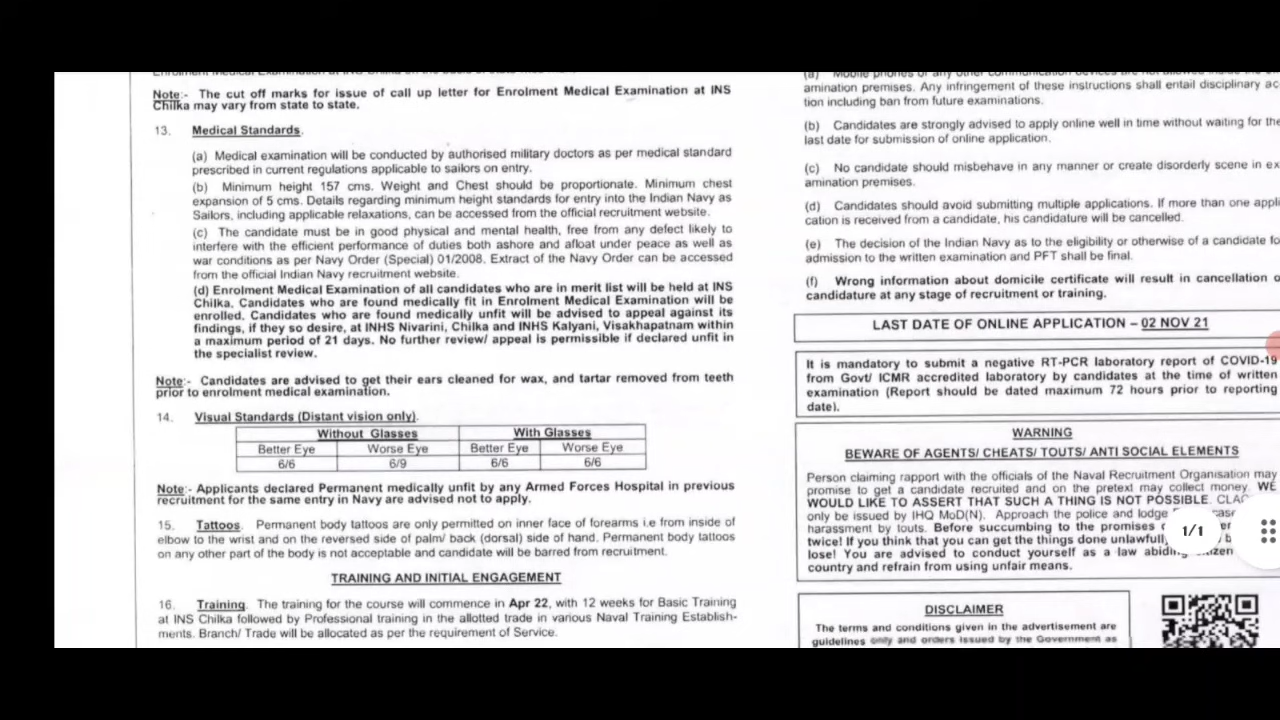 Note:- The cut off marks for issue of call up letter for Enrolment Medical Examination at INS
Chilka may vary from state to state.
13. Medical Standards.
(a) Medical examination will be conducted by authorised military doctors as per medical standard
prescribed in current regulations applicable to sailors on entry.
(b) Minimum height 157 cms. Weight and Chest should be proportionate. Minimum chest
expansion of 5 cms. Details regarding minimum height standards for entry into the Indian Navy as
Sailors, including applicable relaxations, can be accessed from the official recruitment website.
(c) The candidate must be in good physical and mental health, free from any defect likely to
interfere with the efficient performance of duties both ashore and afloat under peace as well as
war conditions as per Navy Order (Special) 01/2008. Extract of the Navy Order can be accessed
from the official Indian Navy recruitment website.
(d) Enrolment Medical Examination of all candidates who are in merit list will be held at INS
Chilka. Candidates who are found medically fit in Enrolment Medical Examination will be
enrolled. Candidates who are found medically unfit will be advised to appeal against its
findings, if they so desire, at INHS Nivarini, Chilka and INHS Kalyani, Visakhapatnam within
a maximum period of 21 days. No further review/ appeal is permissible if declared unfit in
the specialist review.
Note:- Candidates are advised to get their ears cleaned for wax, and tartar removed from teeth
prior to enrolment medical examination.
14. Visual Standards (Distant vision only).
Without Glasses With Glasses
Better Eye Worse Eye Better Eye Worse Eye
6/6 6/9 6/6 6/6
Note:- Applicants declared Permanent medically unfit by any Armed Forces Hospital in previous
recruitment for the same entry in Navy are advised not to apply.
15. Tattoos. Permanent body tattoos are only permitted on inner face of forearms i.e from inside of
elbow to the wrist and on the reversed side of palm/ back (dorsal) side of hand. Permanent body tattoos
on any other part of the body is not acceptable and candidate will be barred from recruitment.
TRAINING AND INITIAL ENGAGEMENT
16. Training. The training for the course will commence in Apr 22, with 12 weeks for Basic Training
at INS Chilka followed by Professional training in the allotted trade in various Naval Training Establish-
ments. Branch/ Trade will be allocated as per the requirement of Service.
(a) Mobile phones or any other communication devices are not allowed inside the
amination premises. Any infringement of these instructions shall entail disciplinary ac
tion including ban from future examinations.
(b) Candidates are strongly advised to apply online well in time without waiting for the
last date for submission of online application.
(c) No candidate should misbehave in any manner or create disorderly scene in ex
amination premises.
(d) Candidates should avoid submitting multiple applications. If more than one appli
cation is received from a candidate, his candidature will be cancelled.
(e) The decision of the Indian Navy as to the eligibility or otherwise of a candidate fo
admission to the written examination and PFT shall be final.
(f) Wrong information about domicile certificate will result in cancellation o
candidature at any stage of recruitment or training.
LAST DATE OF ONLINE APPLICATION – 02 NOV 21
It is mandatory to submit a negative RT-PCR laboratory report of COVID-19
from Govt/ ICMR accredited laboratory by candidates at the time of written
examination (Report should be dated maximum 72 hours prior to reporting
date).
WARNING
BEWARE OF AGENTS/ CHEATS/ TOUTS/ ANTI SOCIAL ELEMENTS
Person claiming rapport with the officials of the Naval Recruitment Organisation may
promise to get a candidate recruited and on the pretext may collect money. WE
WOULD LIKE TO ASSERT THAT SUCH A THING IS NOT POSSIBLE.
only be issued by IHQ MoD(N). Approach the police and lodge
harassment by touts. Before succumbing to the promises
twice! If you think that you can get the things done unlawfully
lose! You are advised to conduct yourself as a law abiding
country and refrain from using unfair means.
1/1
DISCLAIMER
The terms and conditions given in the advertisement are
guidelines only and orders issued by the Government as